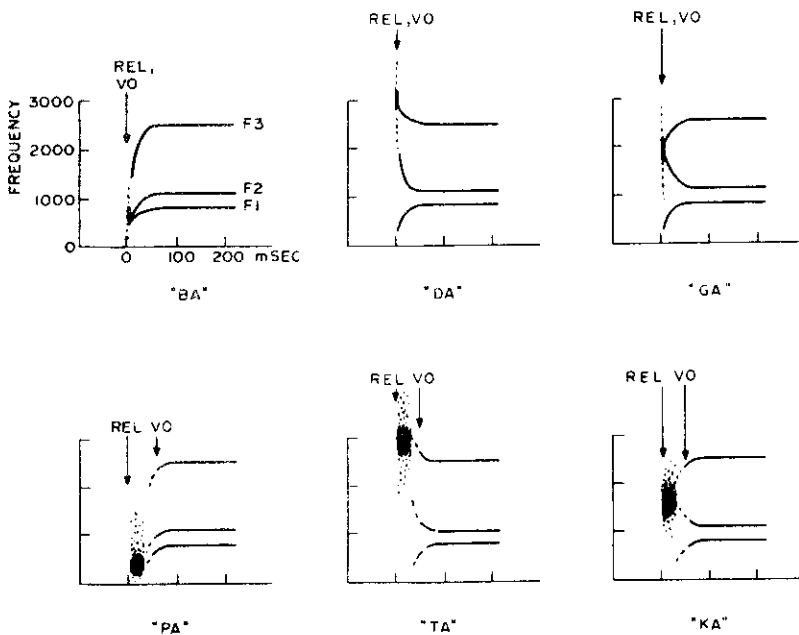 REL,
VO
FREQUENCY
3000
2000
1000
0
F3
F2
F1
0 100 200 mSEC
"BA"
REL, VO
"DA"
REL, VO
"GA"
REL VO
"PA"
REL VO
"TA"
REL VO
"KA"